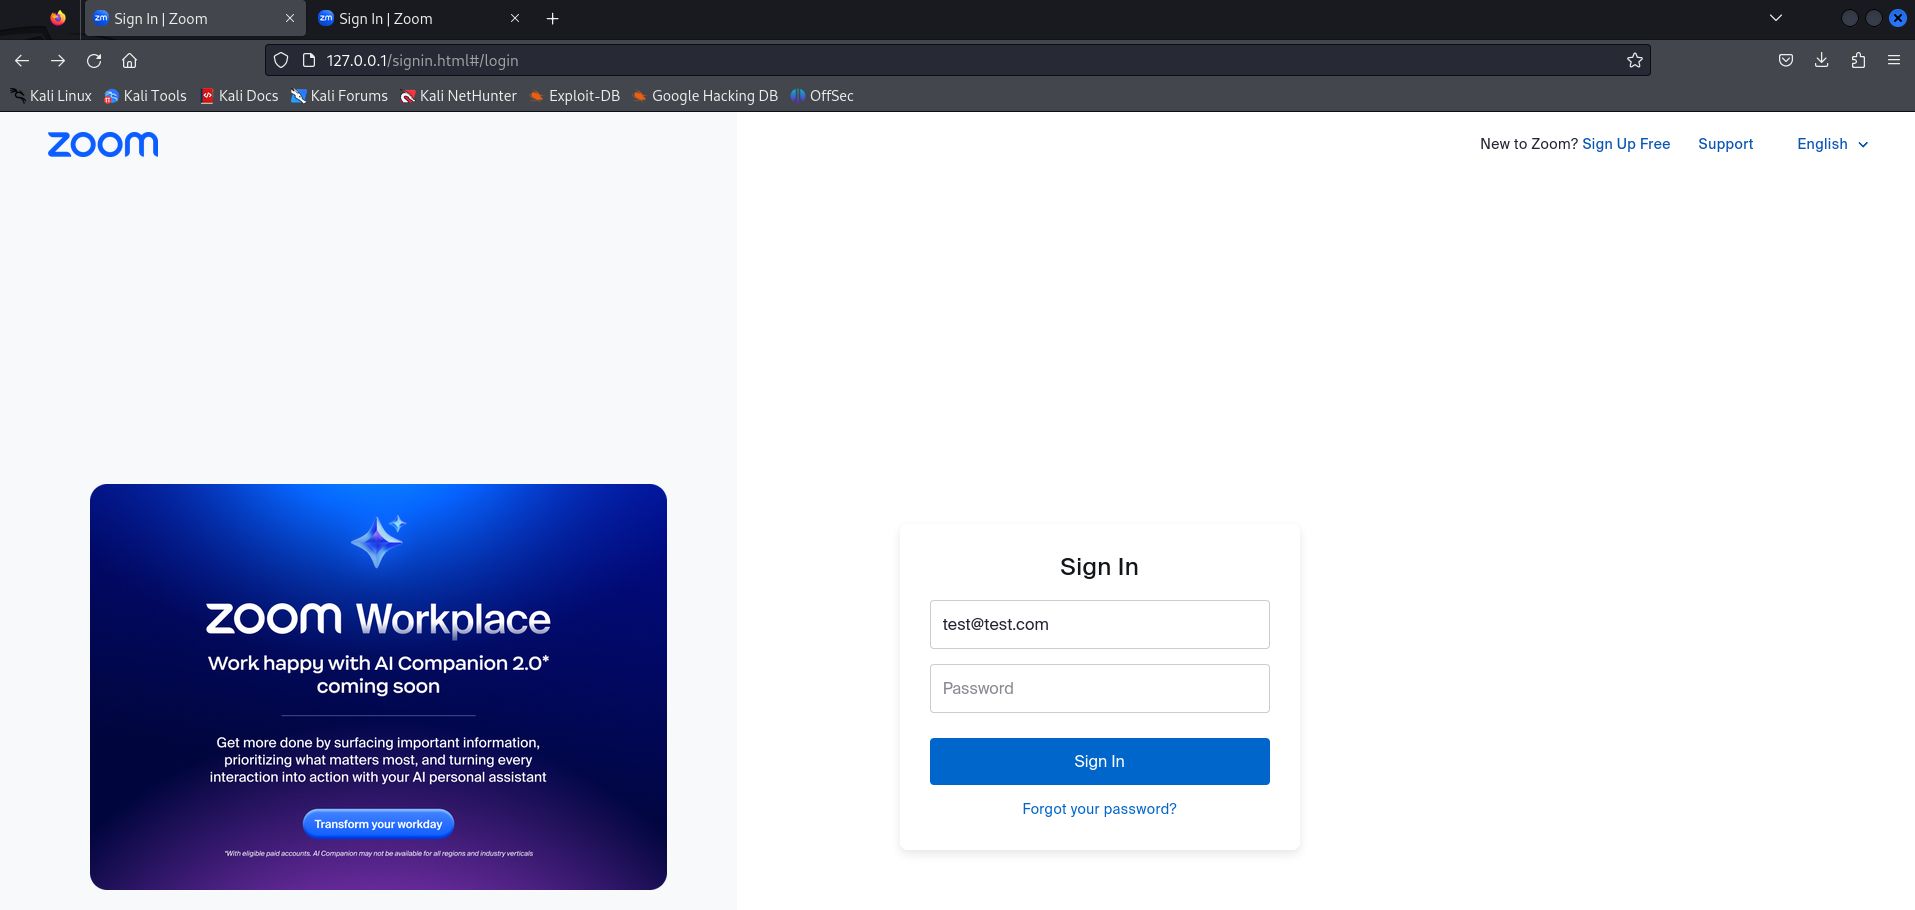 Sign In | Zoom
Sign In | Zoom
127.0.0.1/signin.html#/login
Kali Linux Kali Tools Kali Docs Kali Forums Kali NetHunter Exploit-DB Google Hacking DB OffSec
zoom
New to Zoom? Sign Up Free Support English
zoom Workplace
Work happy with AI Companion 2.0*
coming soon
Get more done by surfacing important information,
prioritizing what matters most, and turning every
interaction into action with your AI personal assistant
Transform your workday
*With eligible paid accounts. AI Companion may not be available for all regions and industry verticals
Sign In
test@test.com
Password
Sign In
Forgot your password?